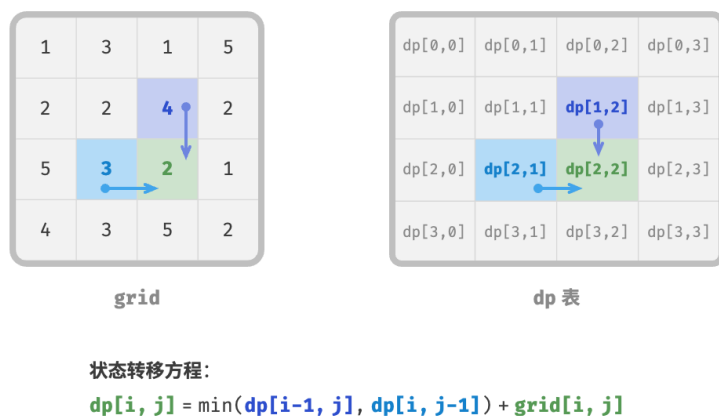 1 3 1 5
2 2 4 2
5 3 2 1
4 3 5 2
grid
dp[0,0] dp[0,1] dp[0,2] dp[0,3]
dp[1,0] dp[1,1] dp[1,2] dp[1,3]
dp[2,0] dp[2,1] dp[2,2] dp[2,3]
dp[3,0] dp[3,1] dp[3,2] dp[3,3]
dp 表
状态转移方程：
dp[i, j] = min(dp[i-1, j], dp[i, j-1]) + grid[i, j]